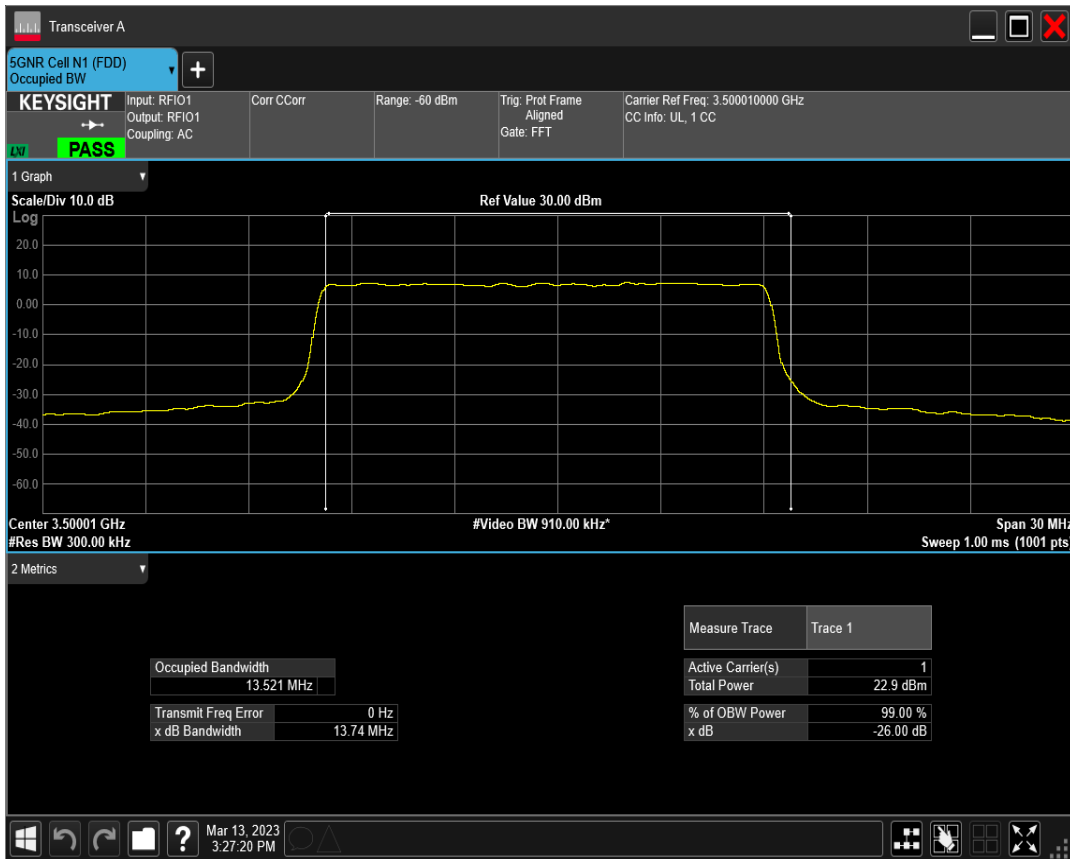 Transceiver A
5GNR Cell N1 (FDD)
Occupied BW
KEYSIGHT
LXI
PASS
Input: RFIO1
Output: RFIO1
Coupling: AC
Corr CCorr
Range: -60 dBm
Trig: Prot Frame
Aligned
Gate: FFT
Carrier Ref Freq: 3.500010000 GHz
CC Info: UL, 1 CC
1 Graph
Scale/Div 10.0 dB
Ref Value 30.00 dBm
Log
20.0
10.0
0.00
-10.0
-20.0
-30.0
-40.0
-50.0
-60.0
Center 3.50001 GHz
#Video BW 910.00 kHz*
Span 30 MHz
#Res BW 300.00 kHz
Sweep 1.00 ms (1001 pts)
2 Metrics
Measure Trace Trace 1
Occupied Bandwidth
13.521 MHz
Active Carrier(s) 1
Total Power 22.9 dBm
Transmit Freq Error 0 Hz
x dB Bandwidth 13.74 MHz
% of OBW Power 99.00 %
x dB -26.00 dB
?
Mar 13, 2023
3:27:20 PM